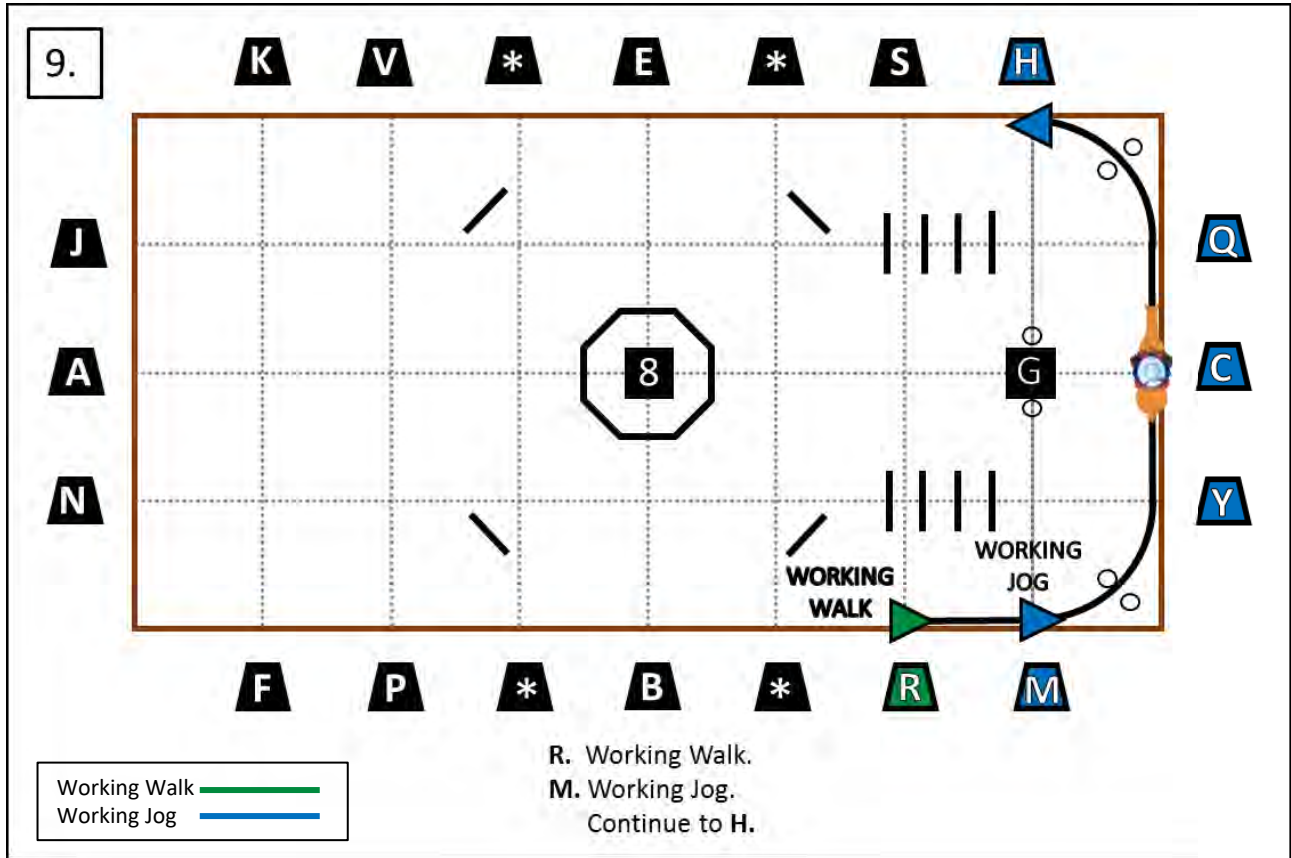 9.
K V * E * S H
J
Q
A
8
G
C
N
Y
WORKING
JOG
WORKING
WALK
F P * B * R M
R. Working Walk.
M. Working Jog.
Continue to H.
Working Walk
Working Jog